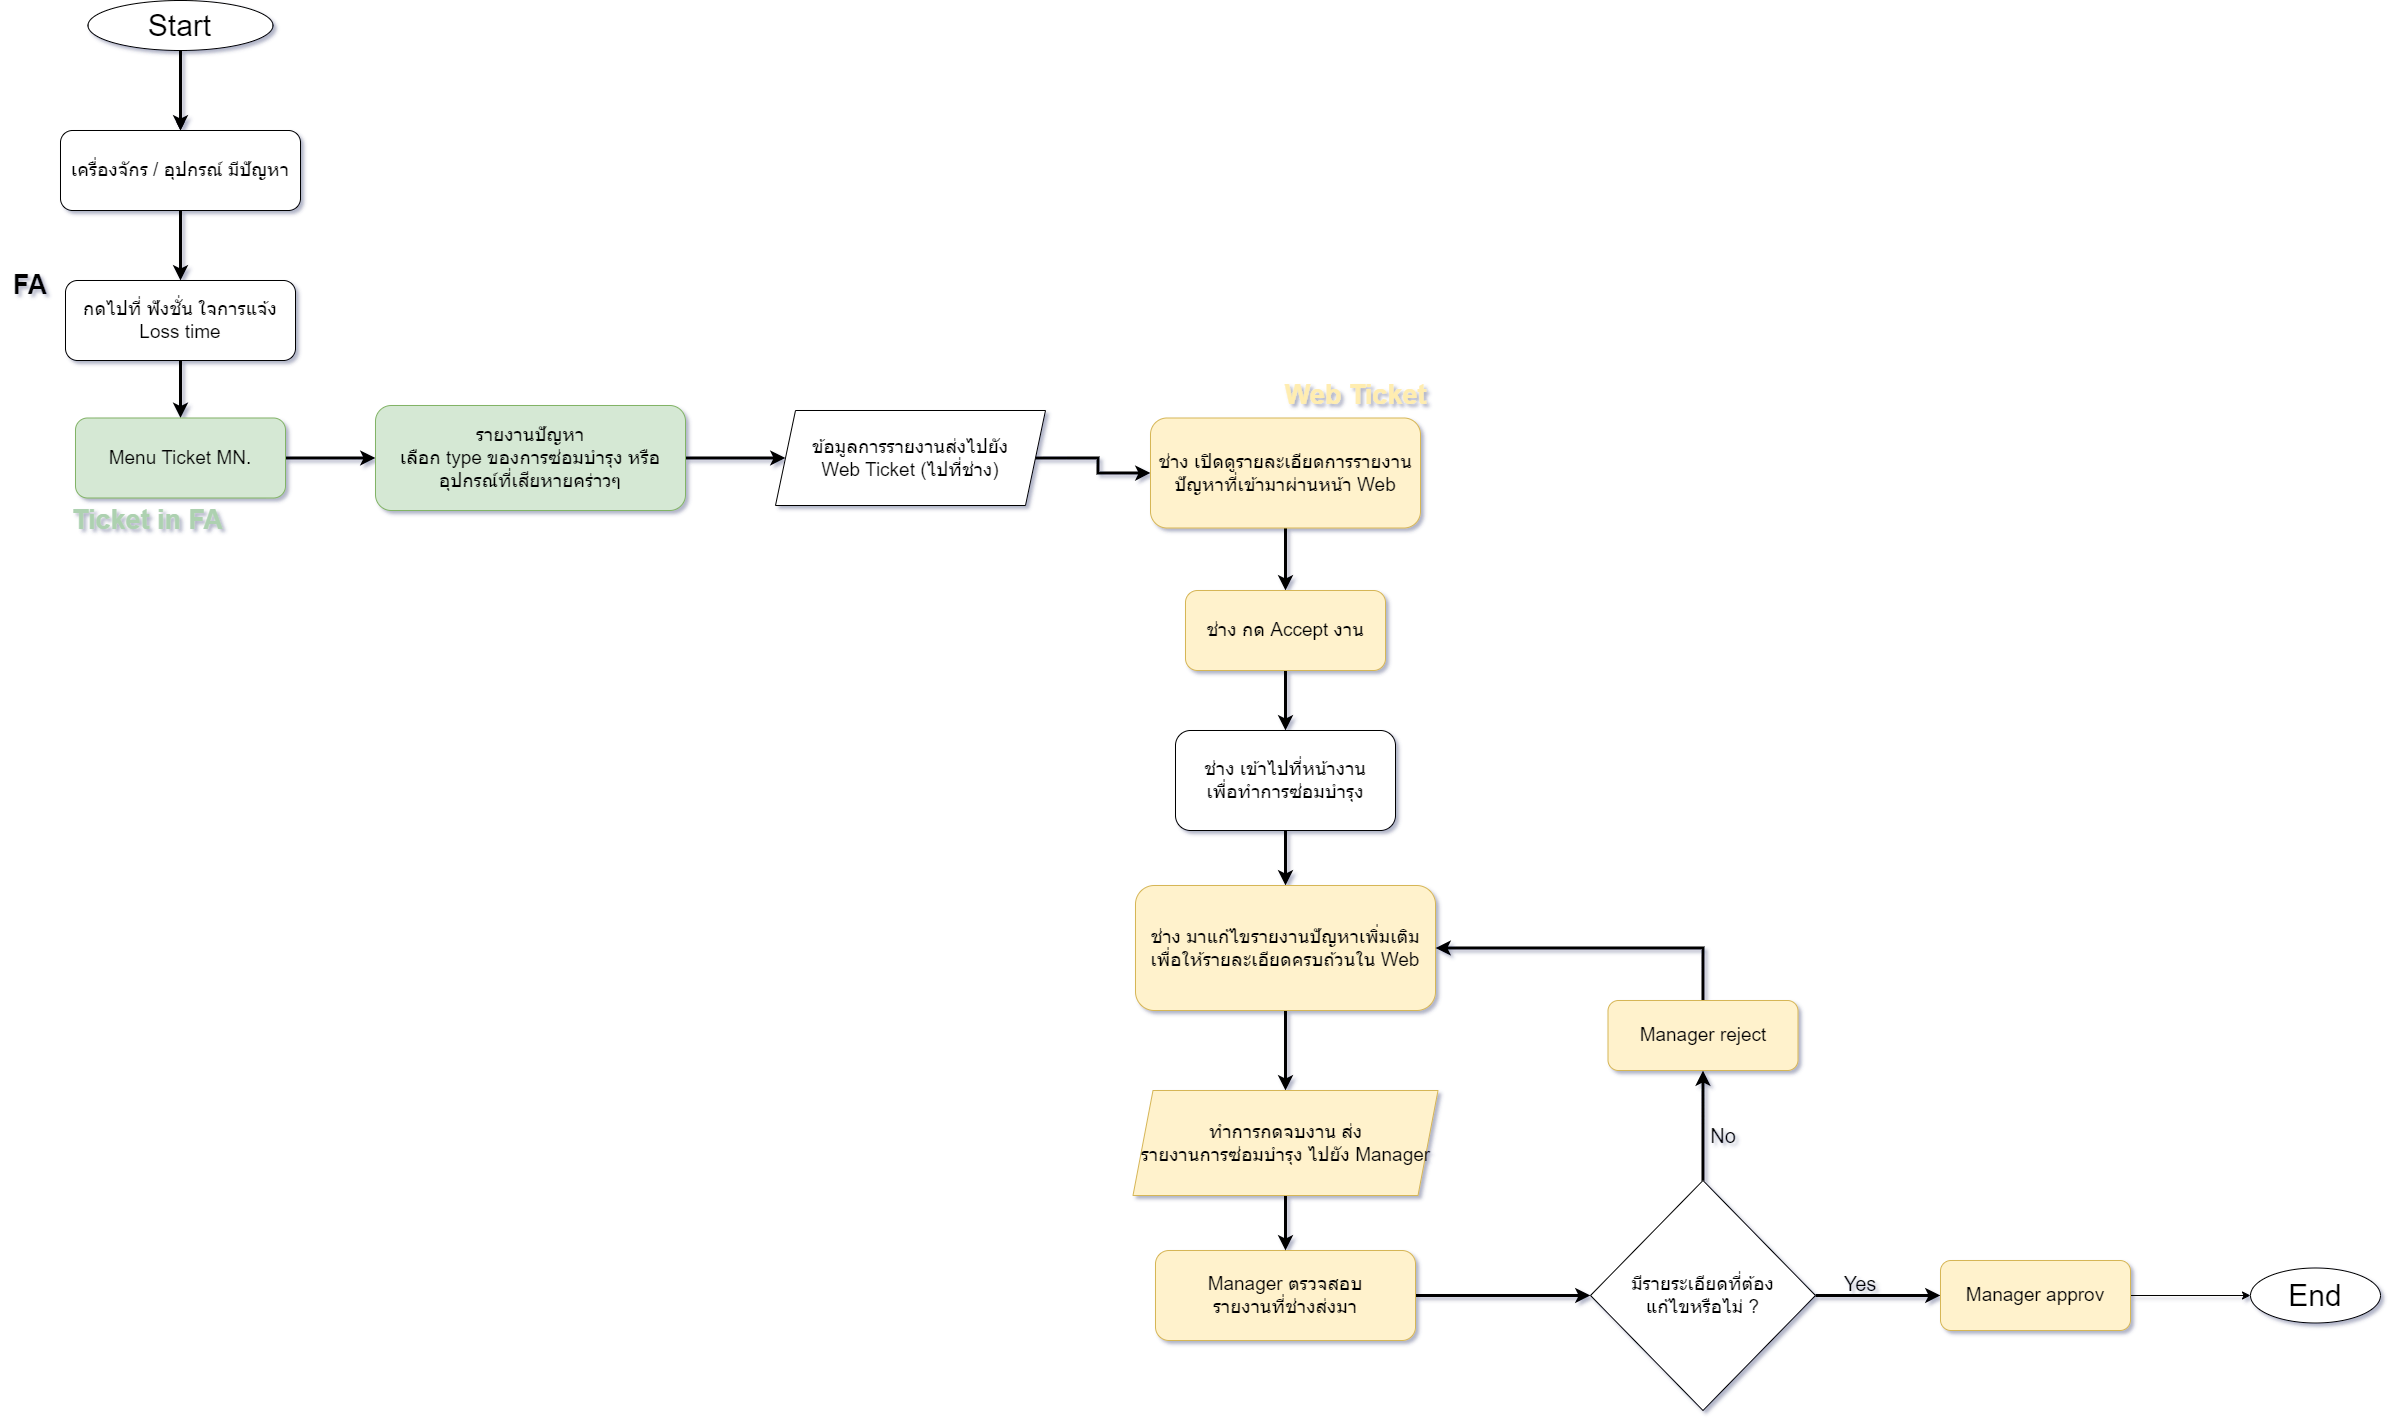 Start
เครื่องจักร / อุปกรณ์ มีปัญหา
FA
กดไปที่ ฟังชั่น ใจการแจ้ง
Loss time
Menu Ticket MN.
Ticket in FA
รายงานปัญหา
เลือก type ของการซ่อมบำรุง หรือ
อุปกรณ์ที่เสียหายคร่าวๆ
ข้อมูลการรายงานส่งไปยัง
Web Ticket (ไปที่ช่าง)
Web Ticket
ช่าง เปิดดูรายละเอียดการรายงาน
ปัญหาที่เข้ามาผ่านหน้า Web
ช่าง กด Accept งาน
ช่าง เข้าไปที่หน้างาน
เพื่อทำการซ่อมบำรุง
ช่าง มาแก้ไขรายงานปัญหาเพิ่มเติม
เพื่อให้รายละเอียดครบถ้วนใน Web
ทำการกดจบงาน ส่ง
รายงานการซ่อมบำรุง ไปยัง Manager
Manager ตรวจสอบ
รายงานที่ช่างส่งมา
มีรายระเอียดที่ต้อง
แก้ไขหรือไม่ ?
No
Manager reject
Yes
Manager approv
End